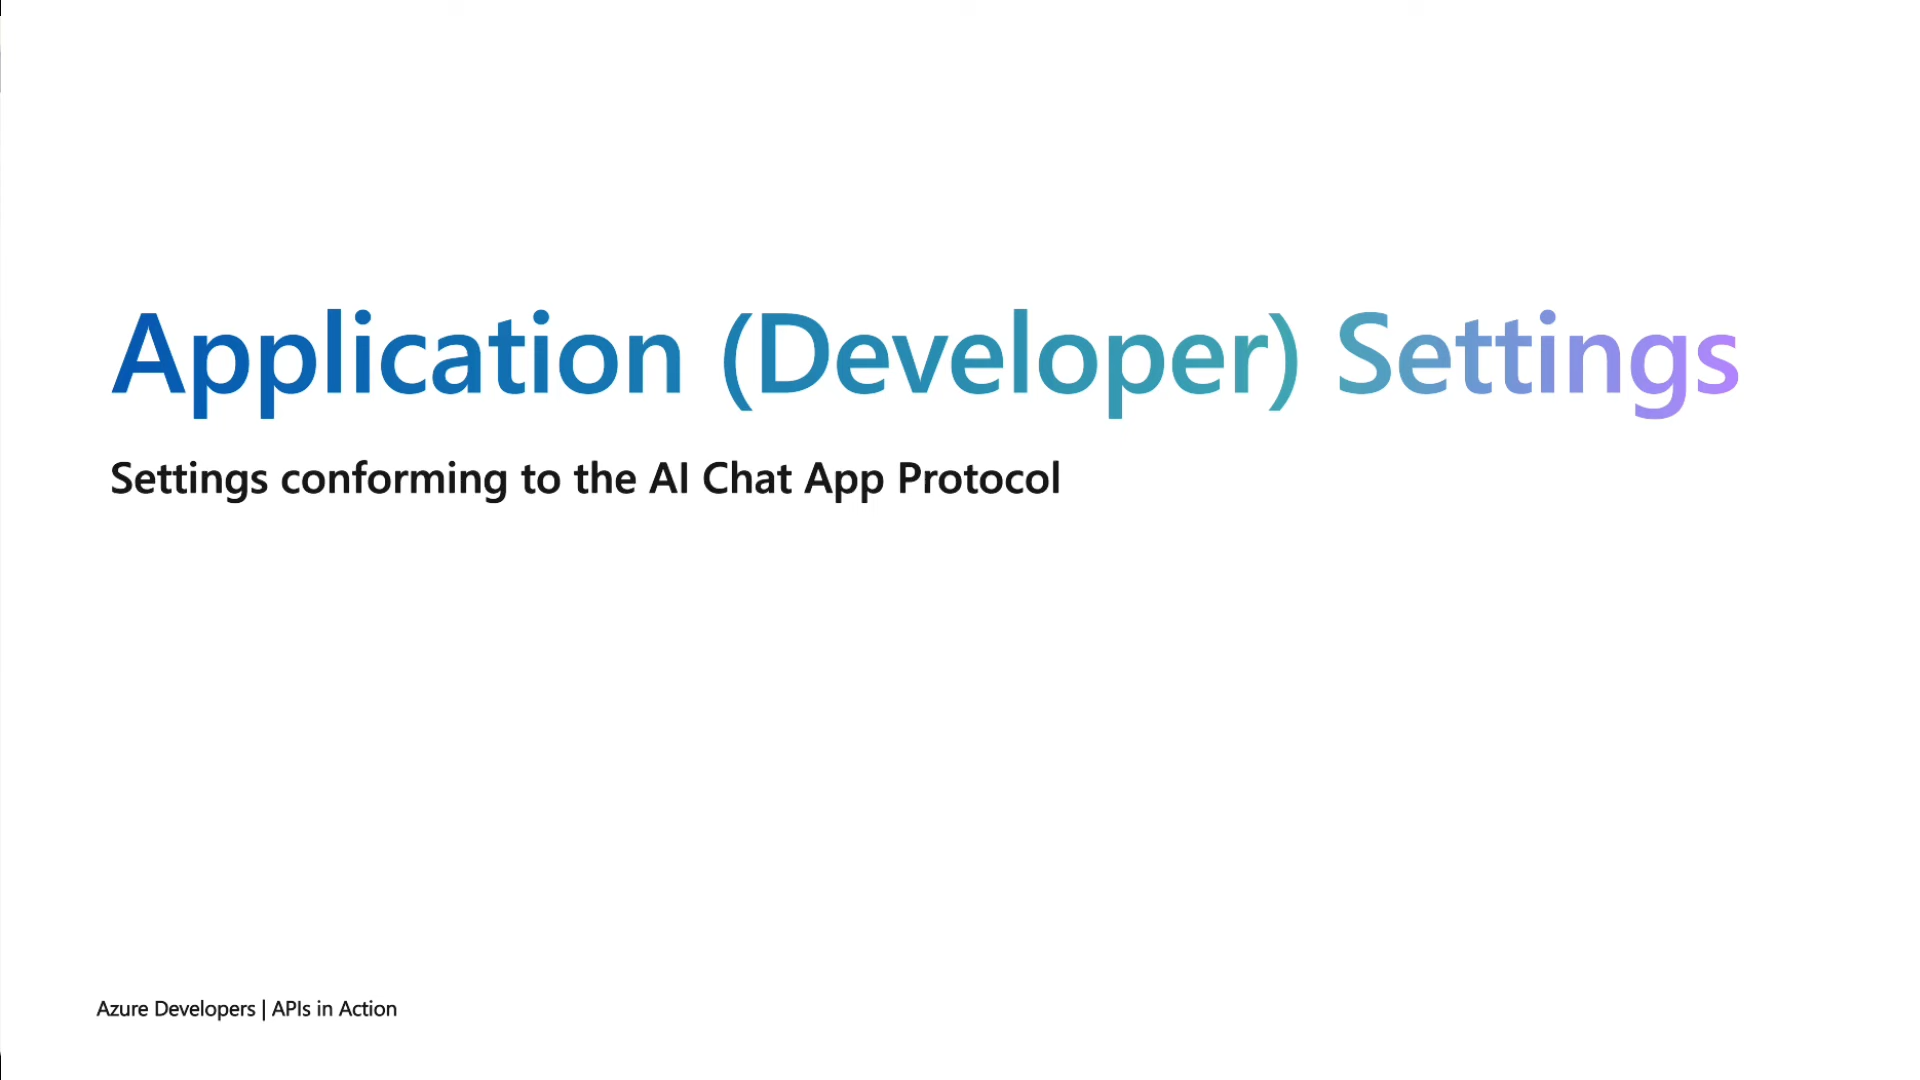 Application (Developer) Settings
Settings conforming to the AI Chat App Protocol
Azure Developers | APIs in Action